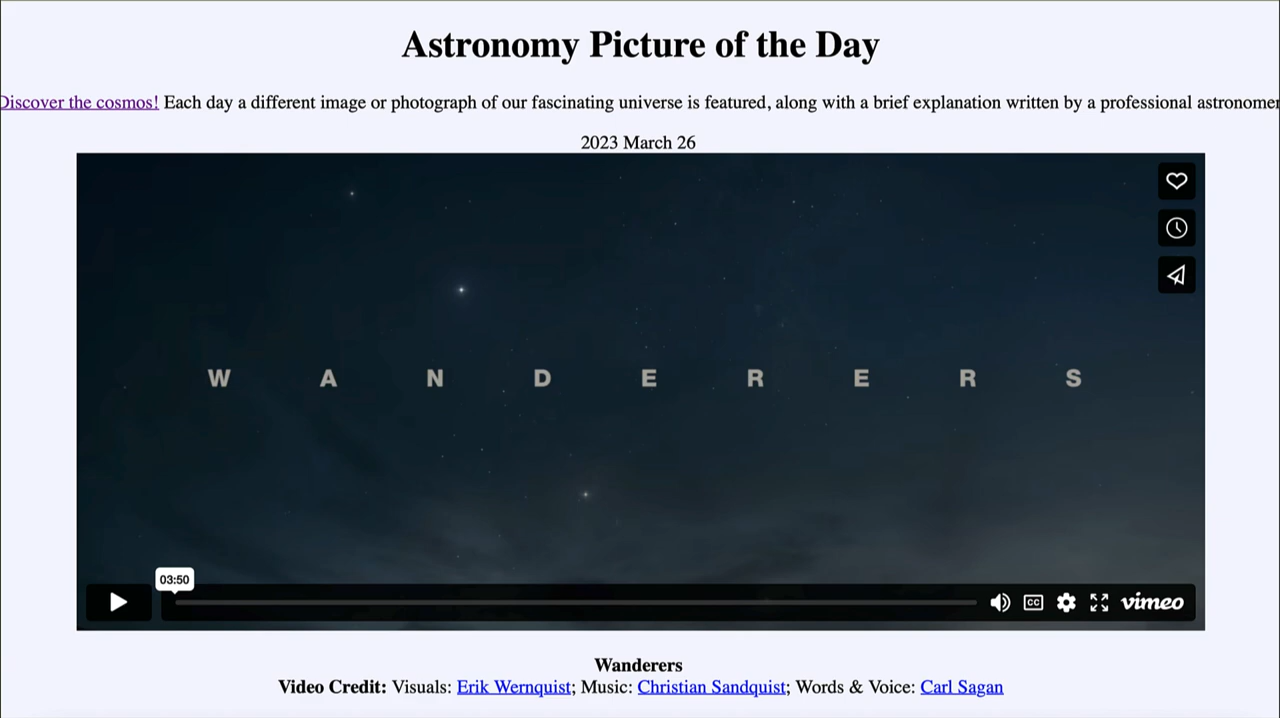 Astronomy Picture of the Day
Discover the cosmos! Each day a different image or photograph of our fascinating universe is featured, along with a brief explanation written by a professional astronomer
2023 March 26
W A N D E R E R S
03:50
CC
vimeo
Wanderers
Video Credit: Visuals: Erik Wernquist; Music: Christian Sandquist; Words & Voice: Carl Sagan